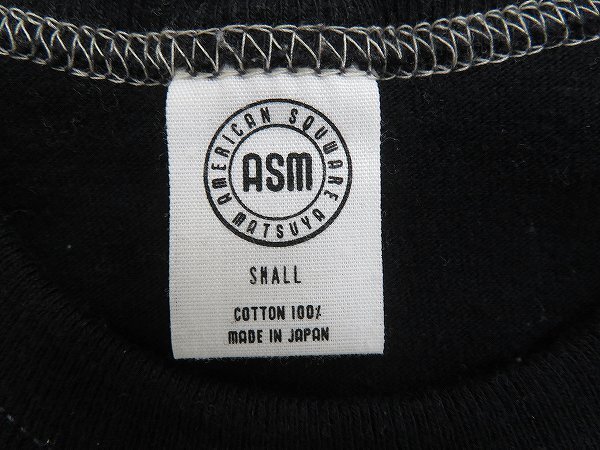 AMERICAN SQUWARE
ASM
MATSUYA
SMALL
COTTON 100%
MADE IN JAPAN